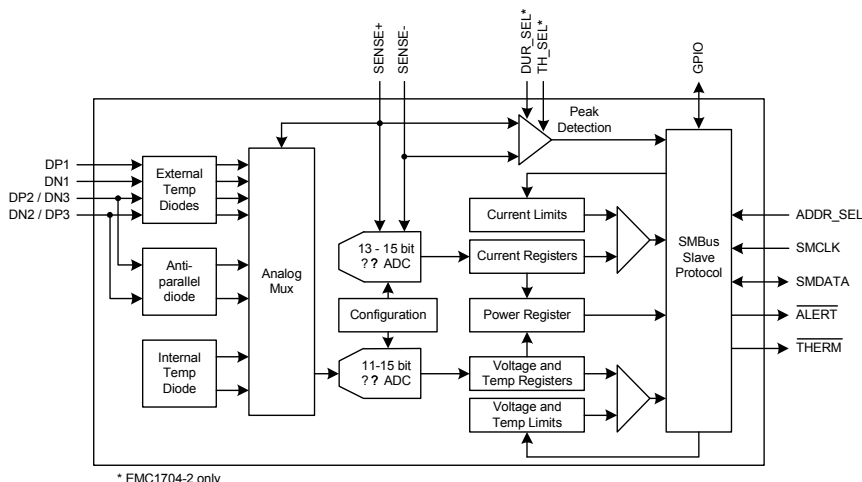 SENSE+
SENSE-
DUR_SEL*
TH_SEL*
GPIO
Peak
Detection
DP1
DN1
DP2 / DN3
DN2 / DP3
External
Temp
Diodes
Anti-
parallel
diode
Internal
Temp
Diode
Analog
Mux
13 - 15 bit
?? ADC
Configuration
11-15 bit
?? ADC
Current Limits
Current Registers
Power Register
Voltage and
Temp Registers
Voltage and
Temp Limits
SMBus
Slave
Protocol
ADDR_SEL
SMCLK
SMDATA
ALERT
THERM
* EMC1704-2 only